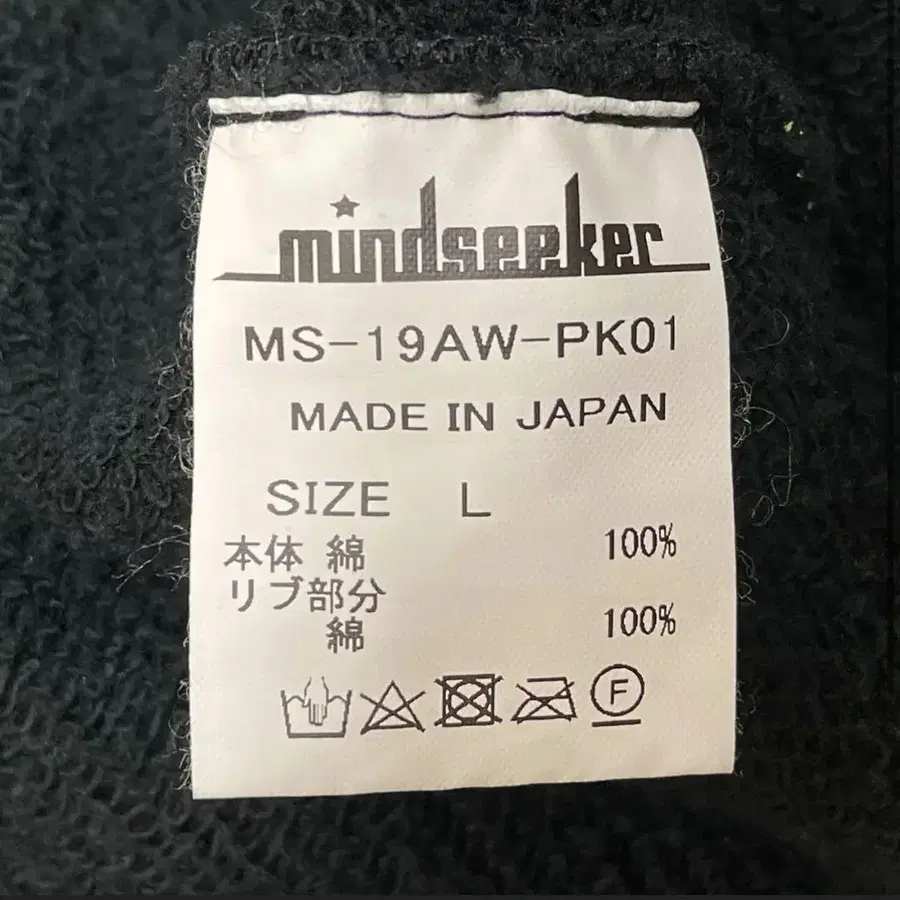 mindseeker
MS-19AW-PK01
MADE IN JAPAN
SIZE L
本体 綿 100%
リブ部分
綿 100%
F